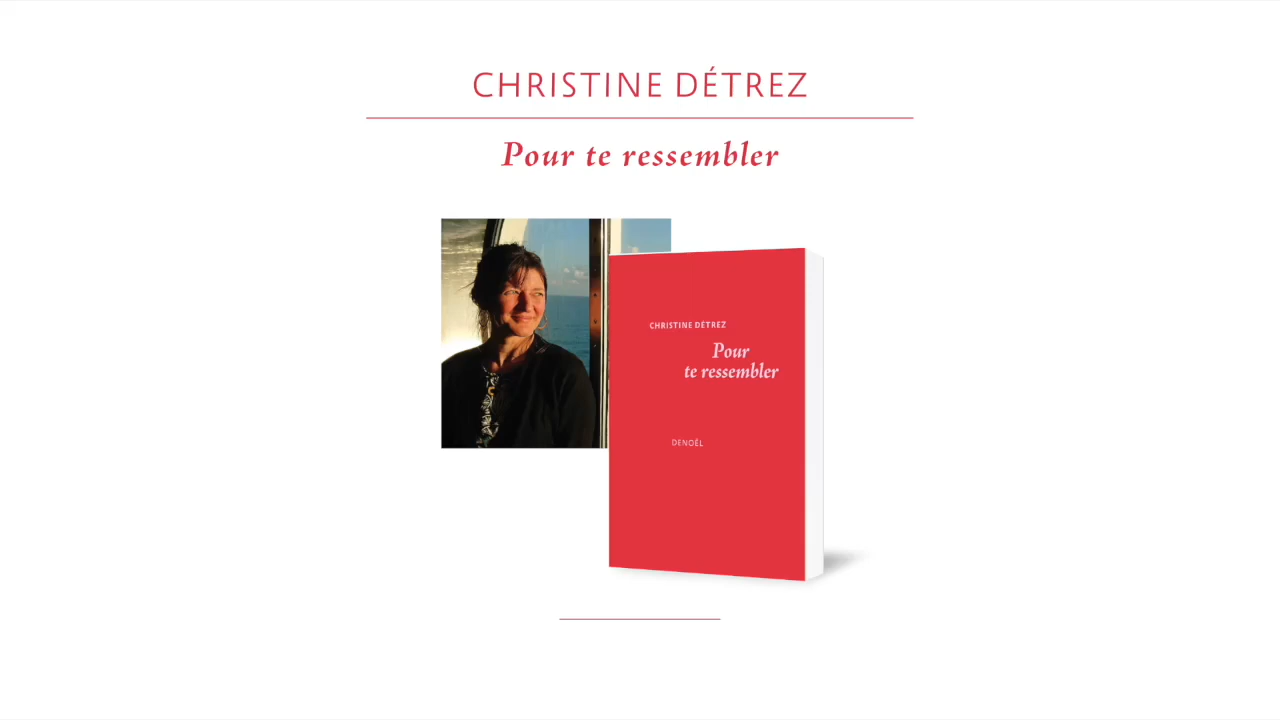 CHRISTINE DÉTREZ
Pour te ressembler
CHRISTINE DÉTREZ
Pour
te ressembler
DENOËL